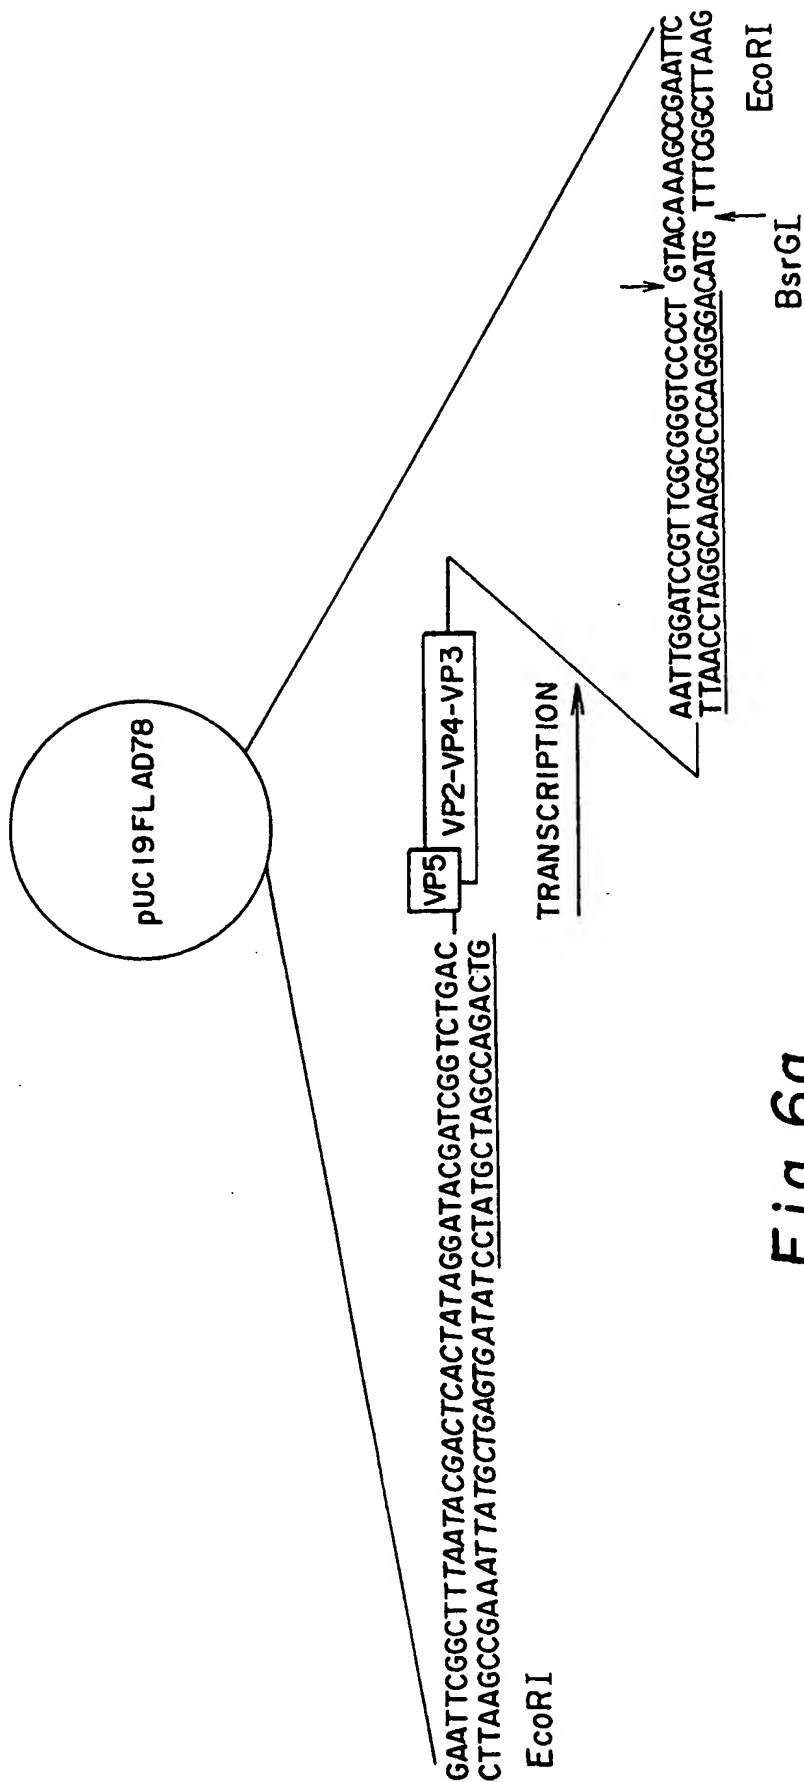 pUC19FLAD78
GAATTCGGCTTTAATACGACTCACTATAGGATACGATCGGTCTGAC
CTTAAGCCGAAATTATGCTGAGTGATATCCTATGCTAGCCAGACTG
EcoRI
VP5
VP2-VP4-VP3
TRANSCRIPTION
AATTGGATCCGTTCGCGGGTCCCCT GTACAAAGCCGAATTC
TTAACCTAGGCAAGCGCCCAGGGGACATG TTTCGGCTTAAG
BsrGI
EcoRI
Fig. 6a